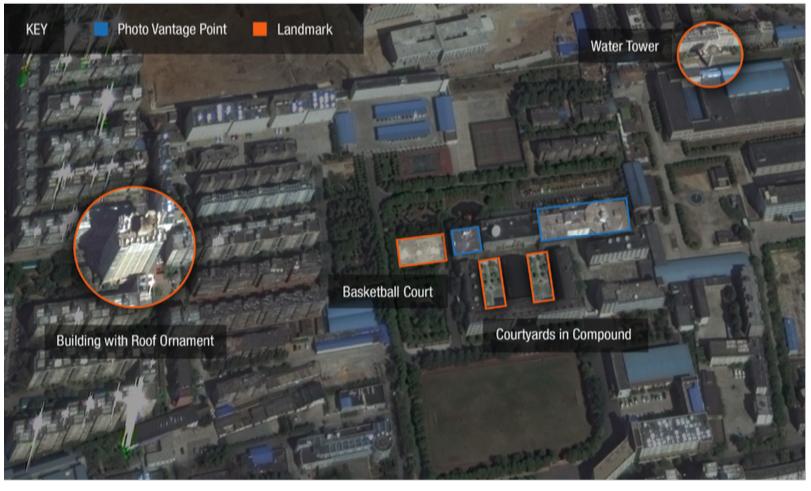 KEY
Photo Vantage Point
Landmark
Water Tower
Basketball Court
Building with Roof Ornament
Courtyards in Compound